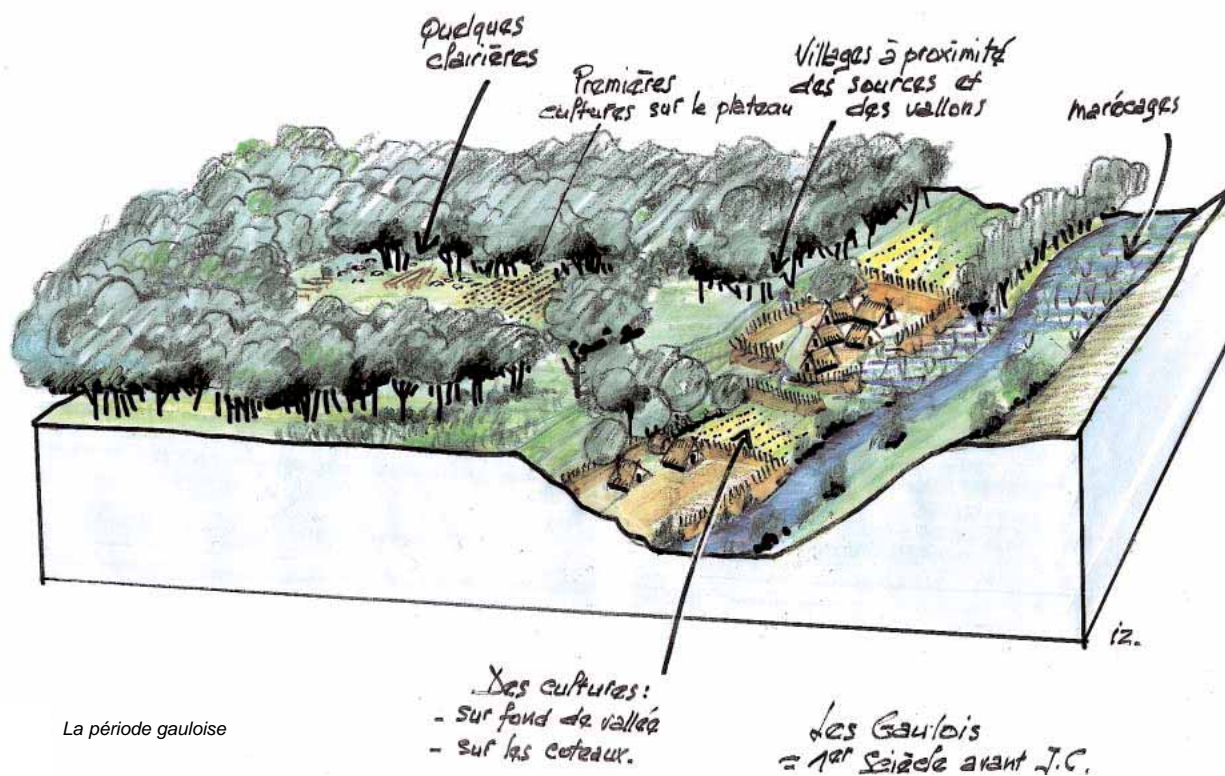 Quelques
clairières
Premières
cultures sur le plateau
Villages à proximité
des sources et
des vallons
marécages
iz.
Des cultures:
- sur fond de vallée
- sur les coteaux.
La période gauloise
Les Gaulois
= 1er Sciècle avant J.C.